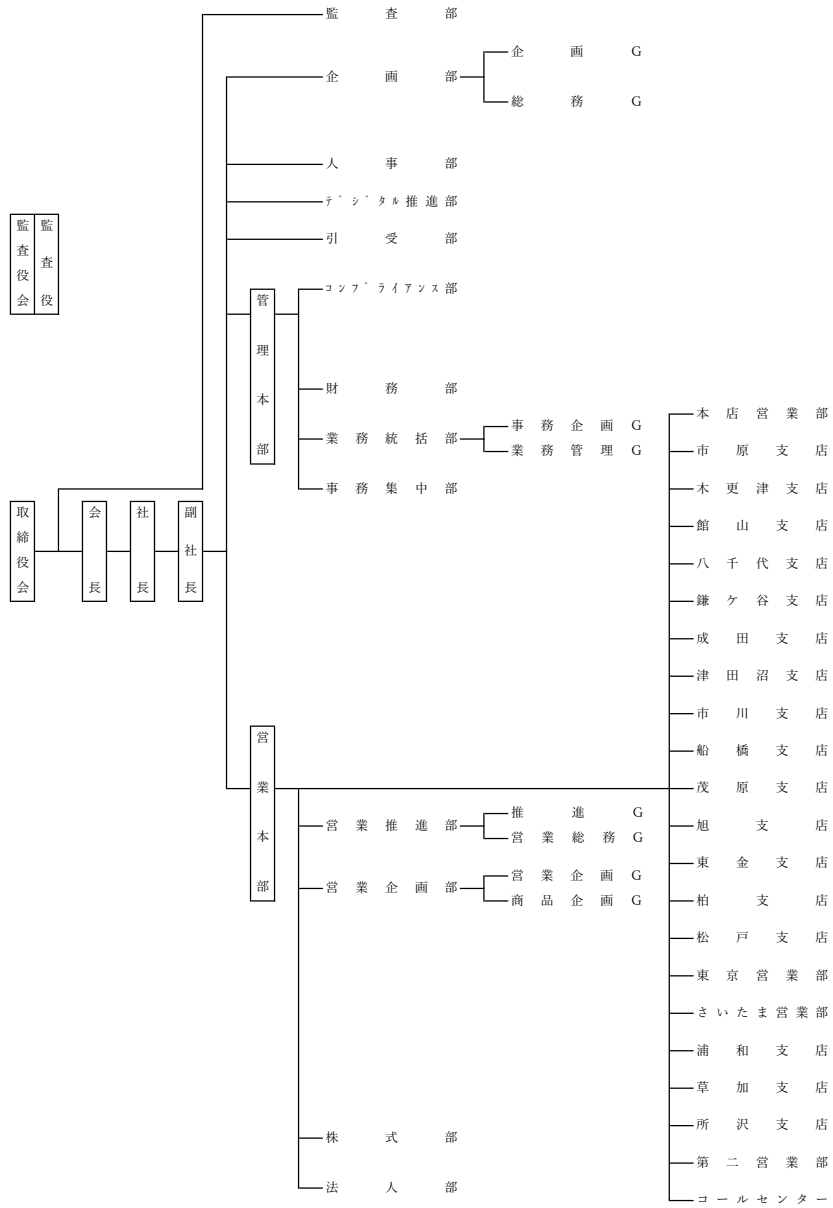 監査部
企画部
企画G
総務G
人事部
デジタル推進部
引受部
監査役会
監査役
管理本部
コンプライアンス部
財務部
業務統括部
事務企画G
業務管理G
事務集中部
取締役会
会長
社長
副社長
営業本部
営業推進部
推進G
営業総務G
営業企画部
営業企画G
商品企画G
株式部
法人部
本店営業部
市原支店
木更津支店
館山支店
八千代支店
鎌ケ谷支店
成田支店
津田沼支店
市川支店
船橋支店
茂原支店
旭支店
東金支店
柏支店
松戸支店
東京営業部
さいたま営業部
浦和支店
草加支店
所沢支店
第二営業部
コールセンター